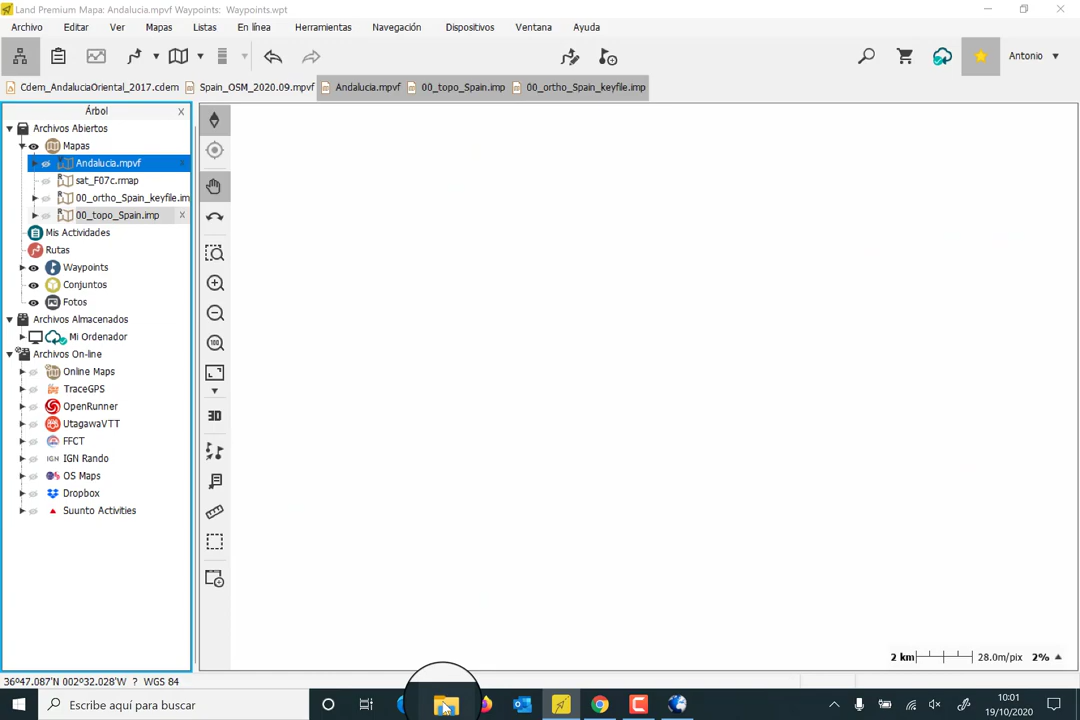 Land Premium Mapa: Andalucia.mpvf Waypoints: Waypoints.wpt
Archivo Editar Ver Mapas Listas En línea Herramientas Navegación Dispositivos Ventana Ayuda
Antonio
Cdem_AndaluciaOriental_2017.cdem Spain_OSM_2020.09.mpvf Andalucia.mpvf 00_topo_Spain.imp 00_ortho_Spain_keyfile.imp
Árbol X
Archivos Abiertos
Mapas
Andalucia.mpvf
sat_F07c.rmap
00_ortho_Spain_keyfile.im
00_topo_Spain.imp X
Mis Actividades
Rutas
Waypoints
Conjuntos
Fotos
Archivos Almacenados
Mi Ordenador
Archivos On-line
Online Maps
TraceGPS
OpenRunner
UtagawaVTT
FFCT
IGN IGN Rando
OS Maps
Dropbox
Suunto Activities
100
3D
2 km 28.0m/pix 2%
36º47.087'N 002º32.028'W ? WGS 84
Escribe aquí para buscar
10:01
19/10/2020